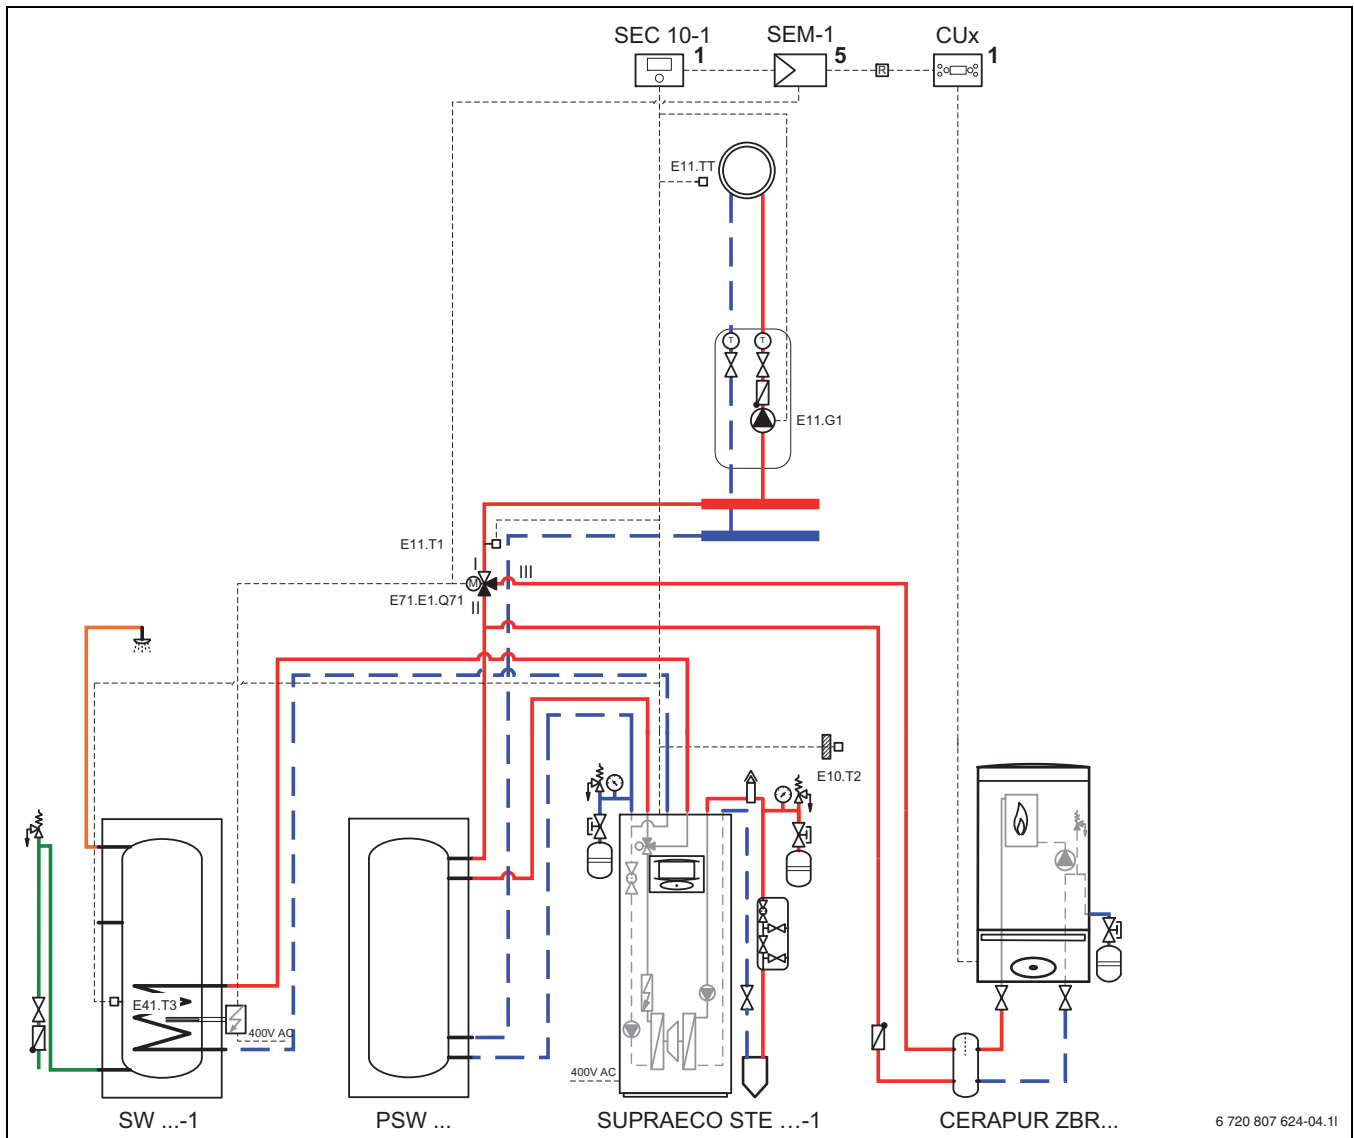 SEC 10-1
SEM-1
CUx
1
5
1
R
E11.TT
T
T
E11.G1
E11.T1
I
III
M
E71.E1.Q71
II
E10.T2
E41.T3
400V AC
400V AC
SW ...-1
PSW ...
SUPRAECO STE ...-1
CERAPUR ZBR...
6 720 807 624-04.1I